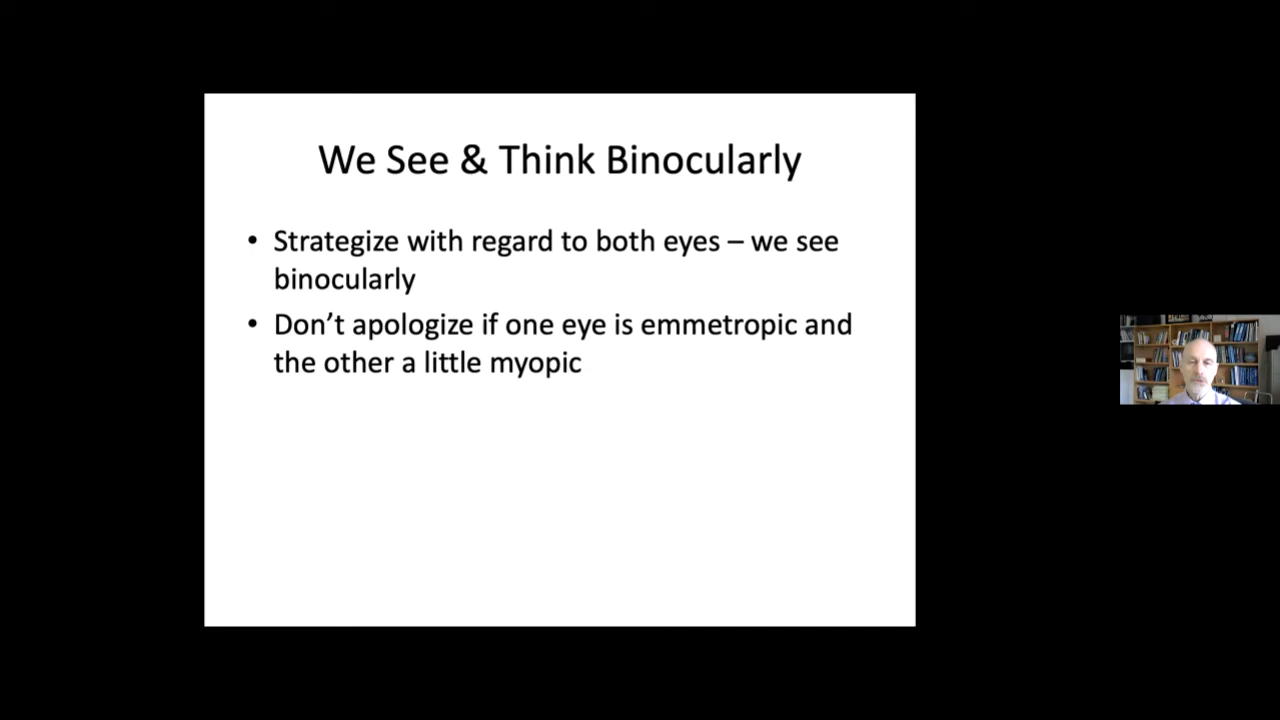 We See & Think Binocularly
• Strategize with regard to both eyes – we see
binocularly
• Don’t apologize if one eye is emmetropic and
the other a little myopic